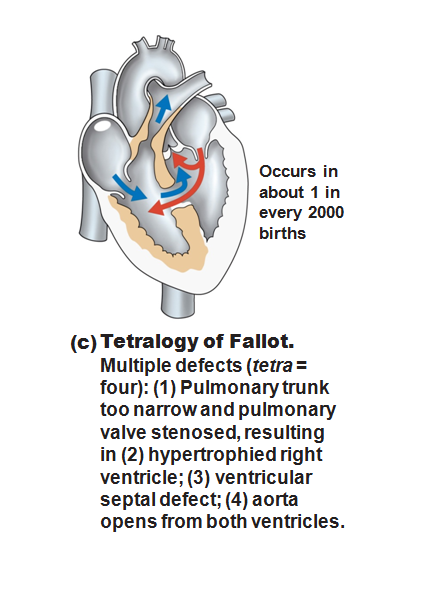 Occurs in
about 1 in
every 2000
births
(c) Tetralogy of Fallot.
Multiple defects (tetra =
four): (1) Pulmonary trunk
too narrow and pulmonary
valve stenosed, resulting
in (2) hypertrophied right
ventricle; (3) ventricular
septal defect; (4) aorta
opens from both ventricles.